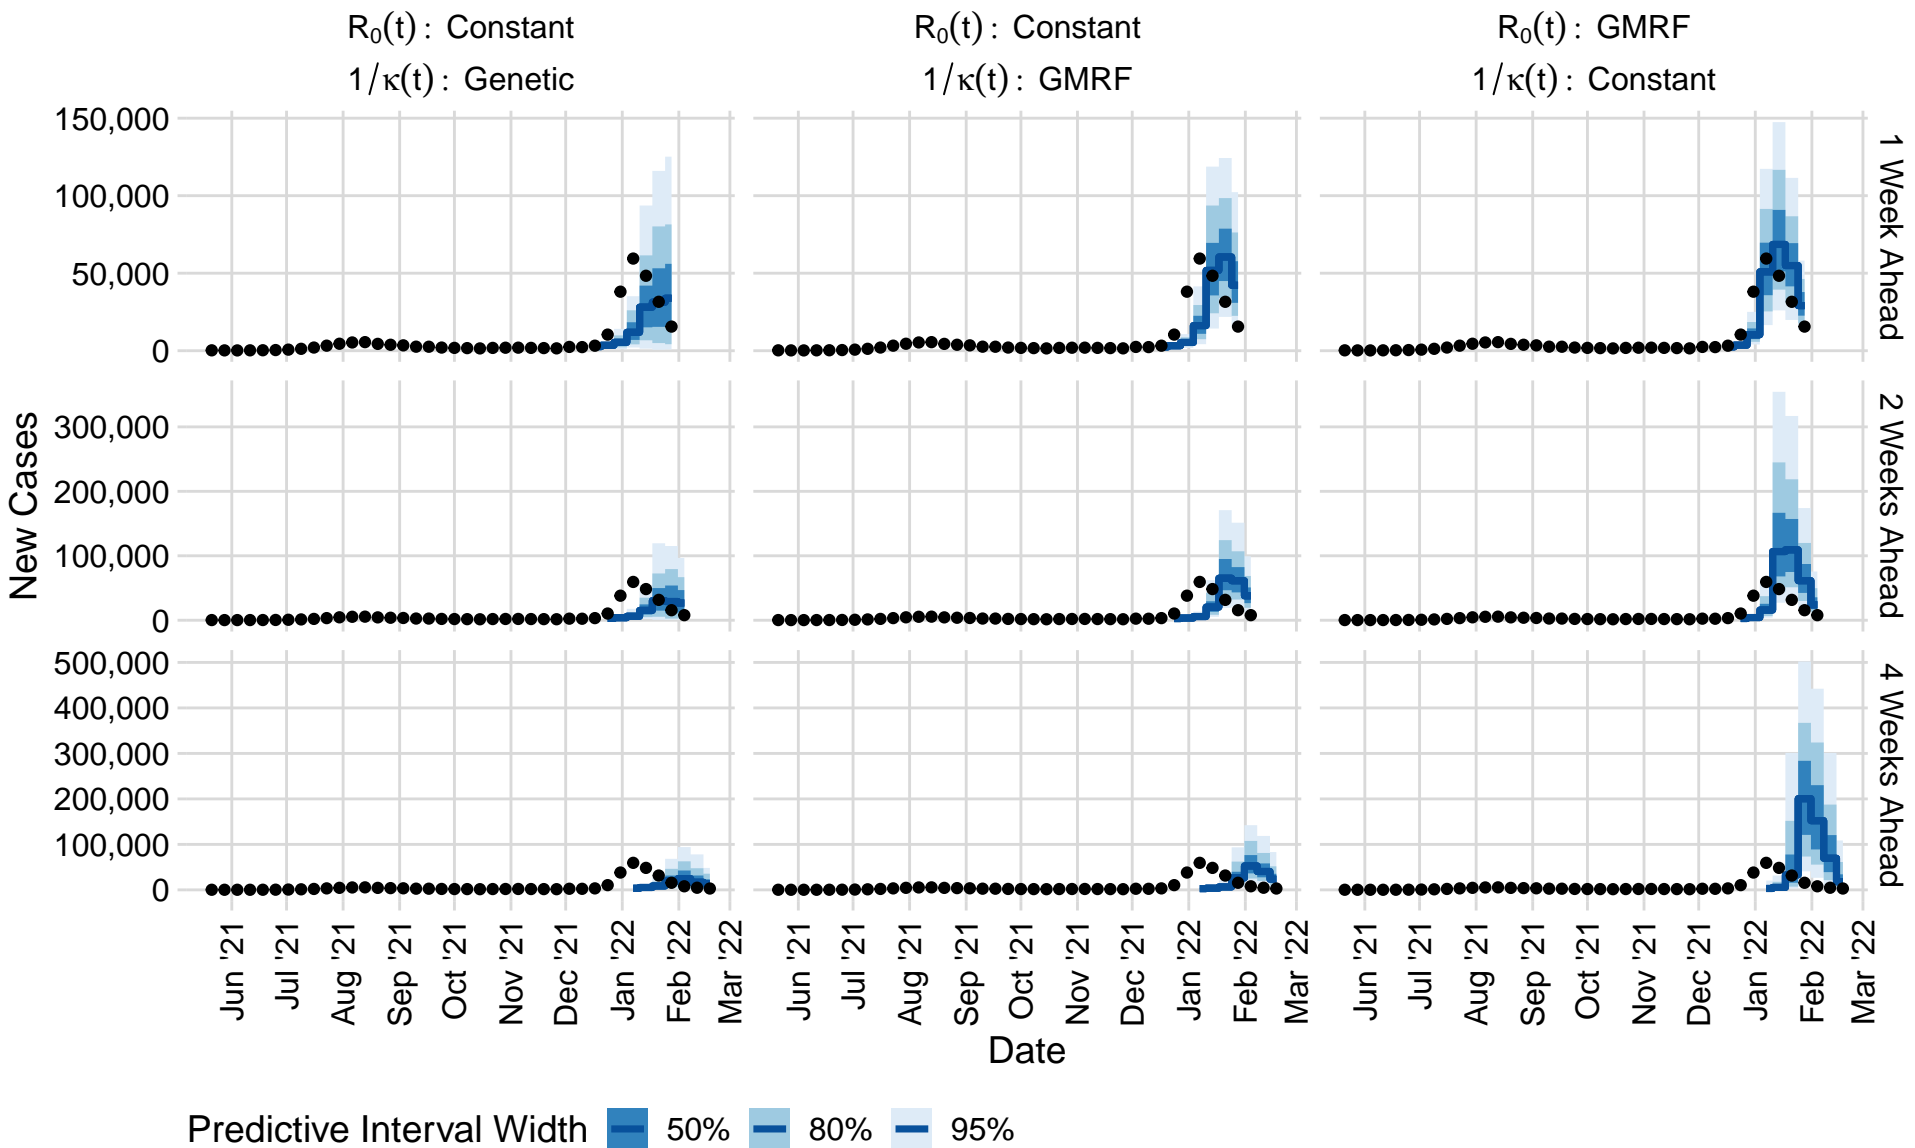 R₀(t) : Constant
1/κ(t) : Genetic
R₀(t) : Constant
1/κ(t) : GMRF
R₀(t) : GMRF
1/κ(t) : Constant
150,000
100,000
50,000
0
1 Week Ahead
300,000
200,000
100,000
0
2 Weeks Ahead
500,000
400,000
300,000
200,000
100,000
0
4 Weeks Ahead
New Cases
Jun '21
Jul '21
Aug '21
Sep '21
Oct '21
Nov '21
Dec '21
Jan '22
Feb '22
Mar '22
Jun '21
Jul '21
Aug '21
Sep '21
Oct '21
Nov '21
Dec '21
Jan '22
Feb '22
Mar '22
Jun '21
Jul '21
Aug '21
Sep '21
Oct '21
Nov '21
Dec '21
Jan '22
Feb '22
Mar '22
Date
Predictive Interval Width 50% 80% 95%